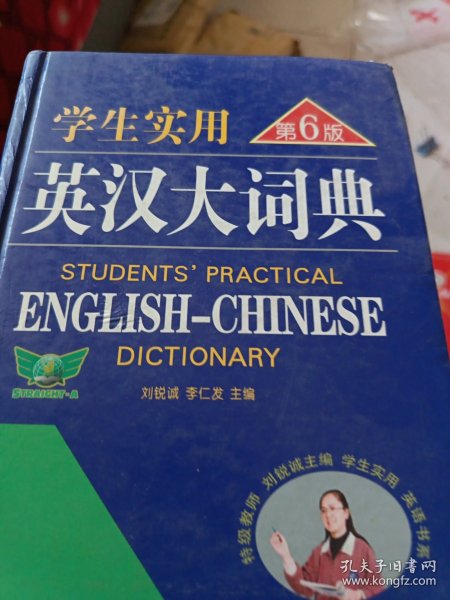 学生实用
第6版
英汉大词典
STUDENTS' PRACTICAL
ENGLISH-CHINESE
DICTIONARY
STRAIGHT-A
刘锐诚 李仁发 主编
特级教师 刘锐诚主编 学生实用 英语书系
孔夫子旧书网
www.kongfz.com